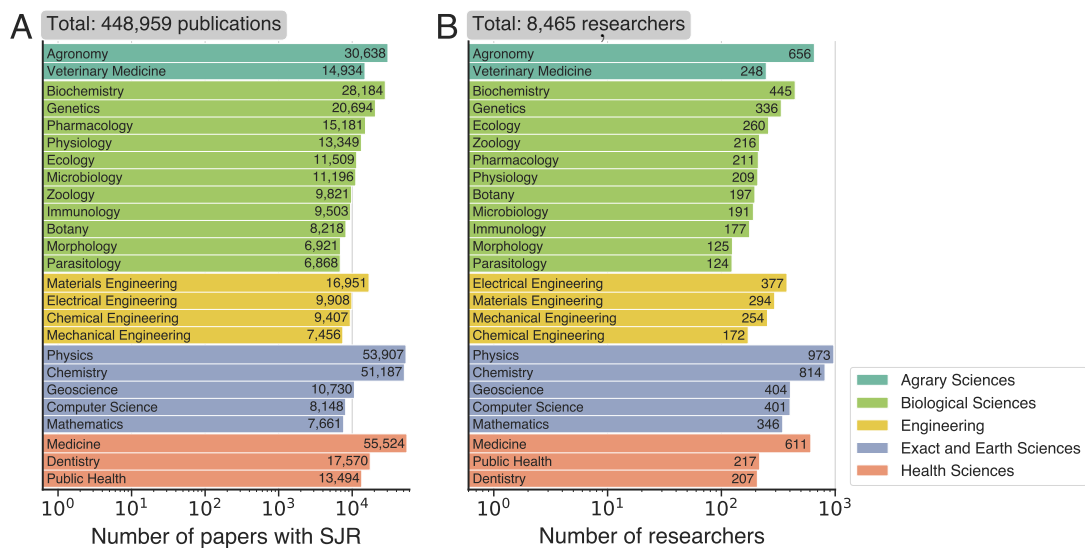 A
Total: 448,959 publications
Agronomy 30,638
Veterinary Medicine 14,934
Biochemistry 28,184
Genetics 20,694
Pharmacology 15,181
Physiology 13,349
Ecology 11,509
Microbiology 11,196
Zoology 9,821
Immunology 9,503
Botany 8,218
Morphology 6,921
Parasitology 6,868
Materials Engineering 16,951
Electrical Engineering 9,908
Chemical Engineering 9,407
Mechanical Engineering 7,456
Physics 53,907
Chemistry 51,187
Geoscience 10,730
Computer Science 8,148
Mathematics 7,661
Medicine 55,524
Dentistry 17,570
Public Health 13,494
10⁰ 10¹ 10² 10³ 10⁴
Number of papers with SJR
B
Total: 8,465 researchers
Agronomy 656
Veterinary Medicine 248
Biochemistry 445
Genetics 336
Ecology 260
Zoology 216
Pharmacology 211
Physiology 209
Botany 197
Microbiology 191
Immunology 177
Morphology 125
Parasitology 124
Electrical Engineering 377
Materials Engineering 294
Mechanical Engineering 254
Chemical Engineering 172
Physics 973
Chemistry 814
Geoscience 404
Computer Science 401
Mathematics 346
Medicine 611
Public Health 217
Dentistry 207
10⁰ 10¹ 10² 10³
Number of researchers
Agrary Sciences
Biological Sciences
Engineering
Exact and Earth Sciences
Health Sciences